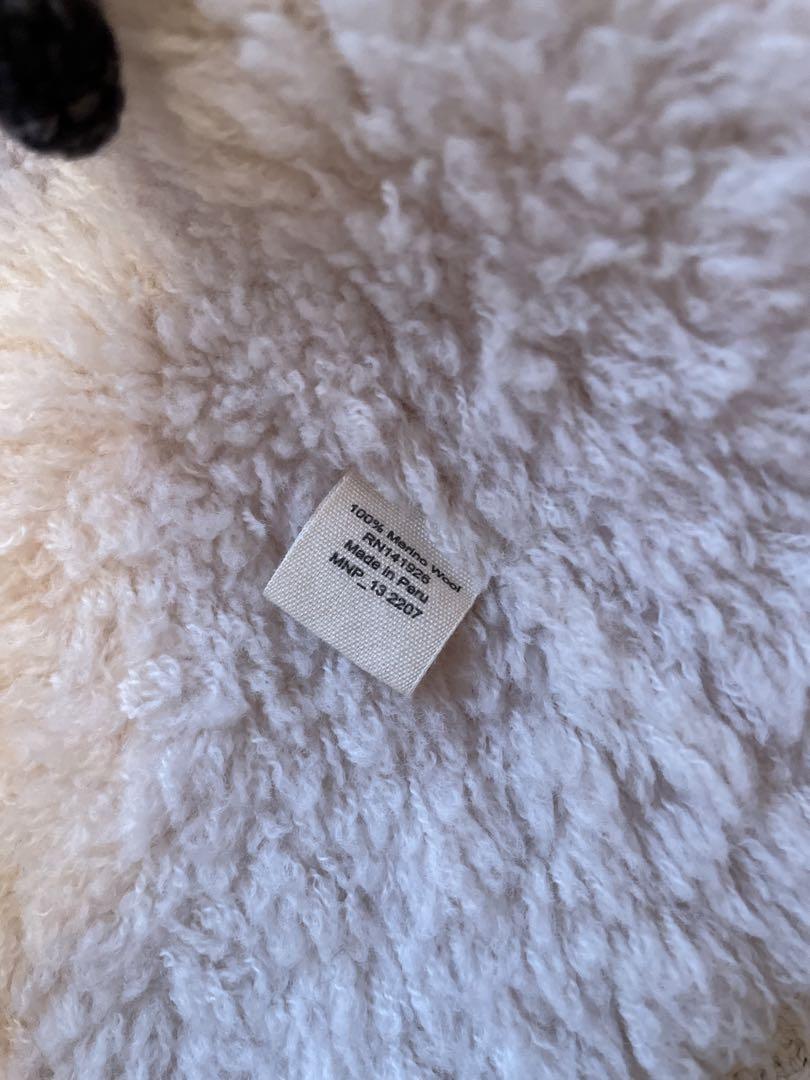 100% Merino Wool
RN141926
Made in Peru
MNP_13 2207